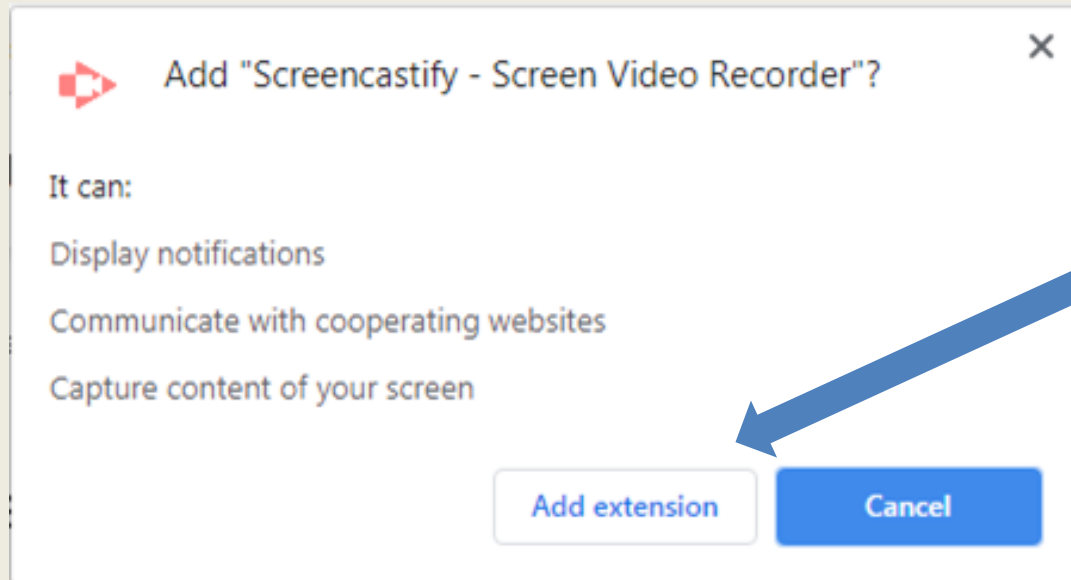 Add "Screencastify - Screen Video Recorder"?
It can:
Display notifications
Communicate with cooperating websites
Capture content of your screen
Add extension
Cancel